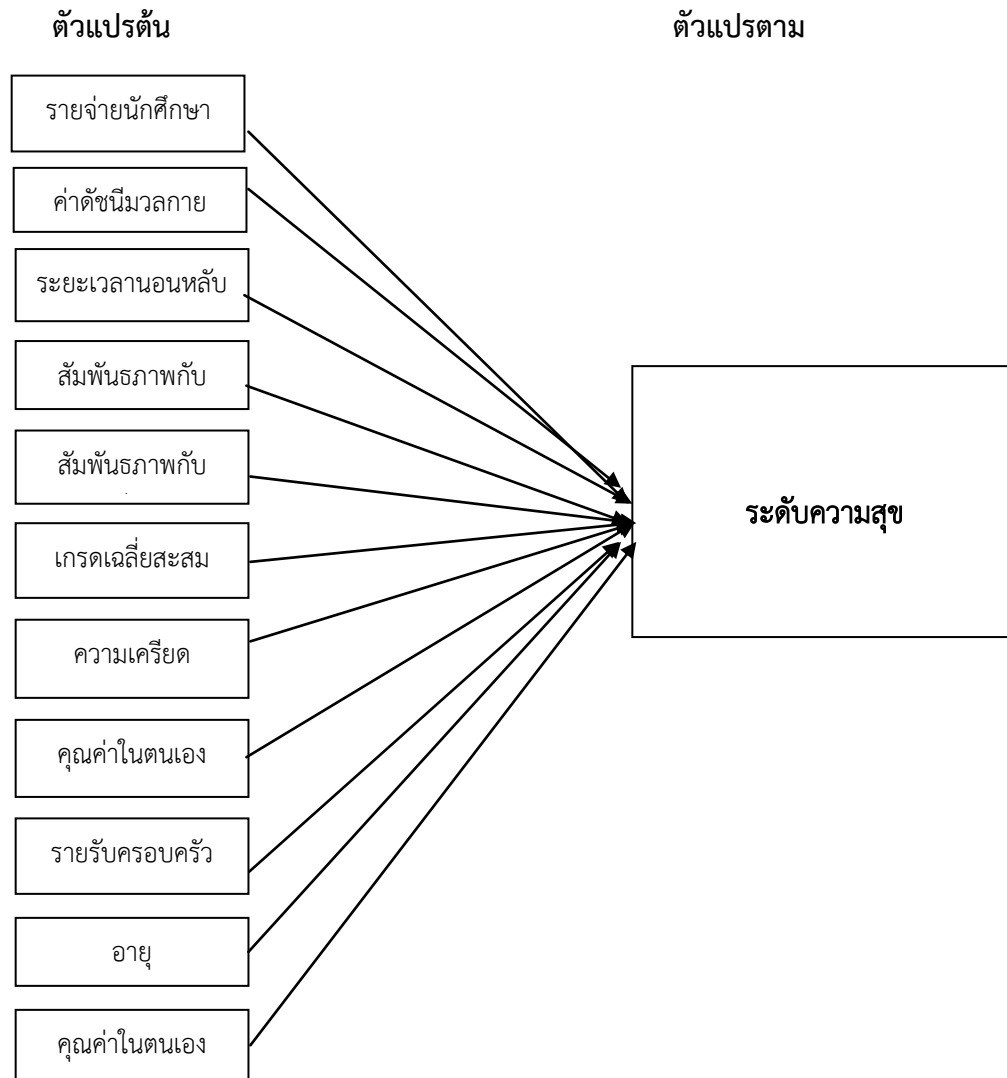 ตัวแปรต้น
ตัวแปรตาม
รายจ่ายนักศึกษา
ค่าดัชนีมวลกาย
ระยะเวลานอนหลับ
สัมพันธภาพกับ
สัมพันธภาพกับ
เกรดเฉลี่ยสะสม
ความเครียด
คุณค่าในตนเอง
รายรับครอบครัว
อายุ
คุณค่าในตนเอง
ระดับความสุข